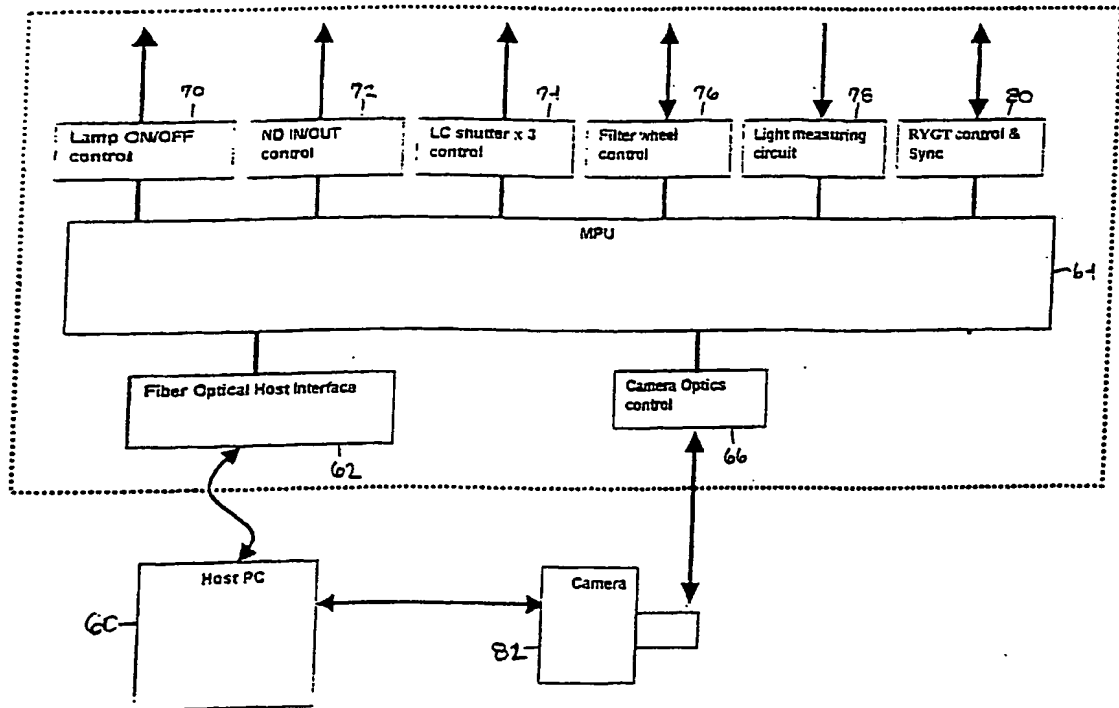 70
72
74
76
78
80
Lamp ON/OFF
control
ND IN/OUT
control
LC shutter x 3
control
Filter wheel
control
Light measuring
circuit
RYGT control &
Sync
MPU
64
Fiber Optical Host Interface
Camera Optics
control
62
66
Host PC
Camera
60
82